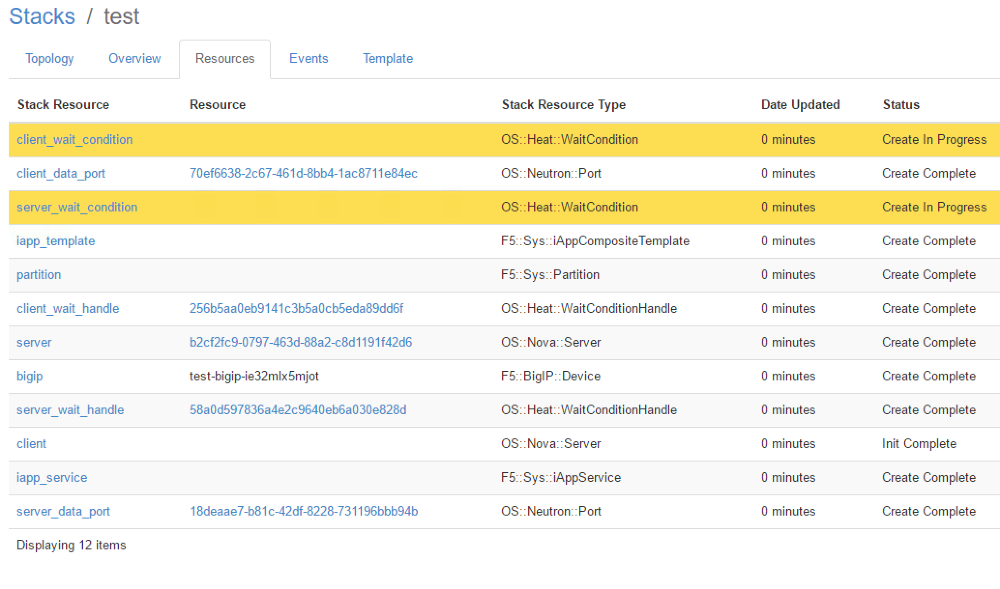 Stacks / test
Topology Overview Resources Events Template
Stack Resource Resource Stack Resource Type Date Updated Status
client_wait_condition OS::Heat::WaitCondition 0 minutes Create In Progress
client_data_port 70ef6638-2c67-461d-8bb4-1ac8711e84ec OS::Neutron::Port 0 minutes Create Complete
server_wait_condition OS::Heat::WaitCondition 0 minutes Create In Progress
iapp_template F5::Sys::iAppCompositeTemplate 0 minutes Create Complete
partition F5::Sys::Partition 0 minutes Create Complete
client_wait_handle 256b5aa0eb9141c3b5a0cb5eda89dd6f OS::Heat::WaitConditionHandle 0 minutes Create Complete
server b2cf2fc9-0797-463d-88a2-c8d1191f42d6 OS::Nova::Server 0 minutes Create Complete
bigip test-bigip-ie32mlx5mjot F5::BigIP::Device 0 minutes Create Complete
server_wait_handle 58a0d597836a4e2c9640eb6a030e828d OS::Heat::WaitConditionHandle 0 minutes Create Complete
client OS::Nova::Server 0 minutes Init Complete
iapp_service F5::Sys::iAppService 0 minutes Create Complete
server_data_port 18deaae7-b81c-42df-8228-731196bbb94b OS::Neutron::Port 0 minutes Create Complete
Displaying 12 items